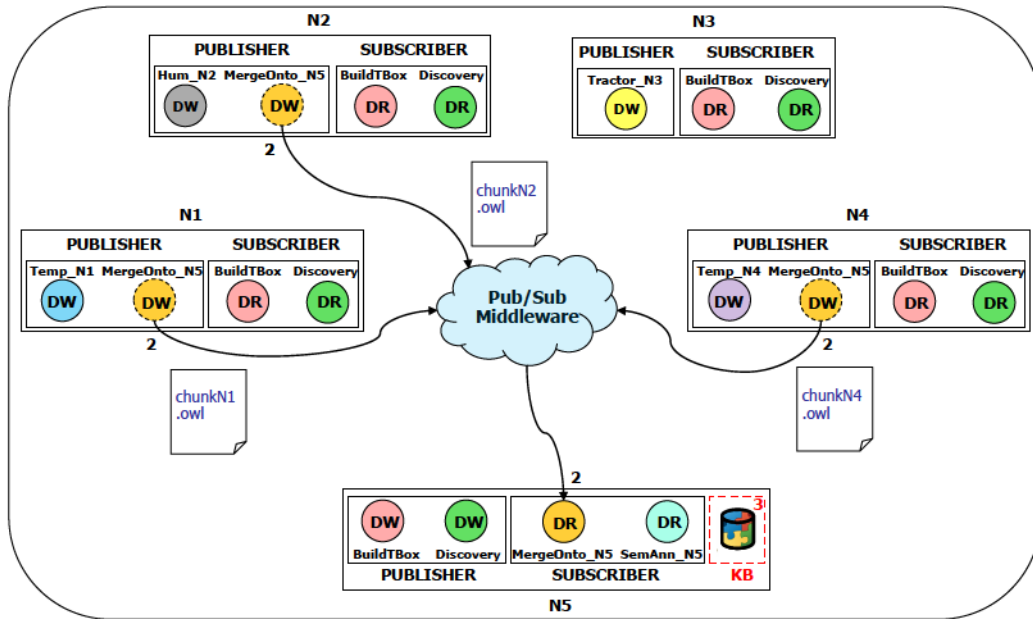 N2
PUBLISHER SUBSCRIBER
Hum_N2 MergeOnto_N5 BuildTBox Discovery
DW DW DR DR
2
N3
PUBLISHER SUBSCRIBER
Tractor_N3 BuildTBox Discovery
DW DR DR
chunkN2
.owl
N1
PUBLISHER SUBSCRIBER
Temp_N1 MergeOnto_N5 BuildTBox Discovery
DW DW DR DR
2
chunkN1
.owl
Pub/Sub
Middleware
N4
PUBLISHER SUBSCRIBER
Temp_N4 MergeOnto_N5 BuildTBox Discovery
DW DW DR DR
2
chunkN4
.owl
2
3
DW DW DR DR
BuildTBox Discovery MergeOnto_N5 SemAnn_N5
PUBLISHER SUBSCRIBER KB
N5